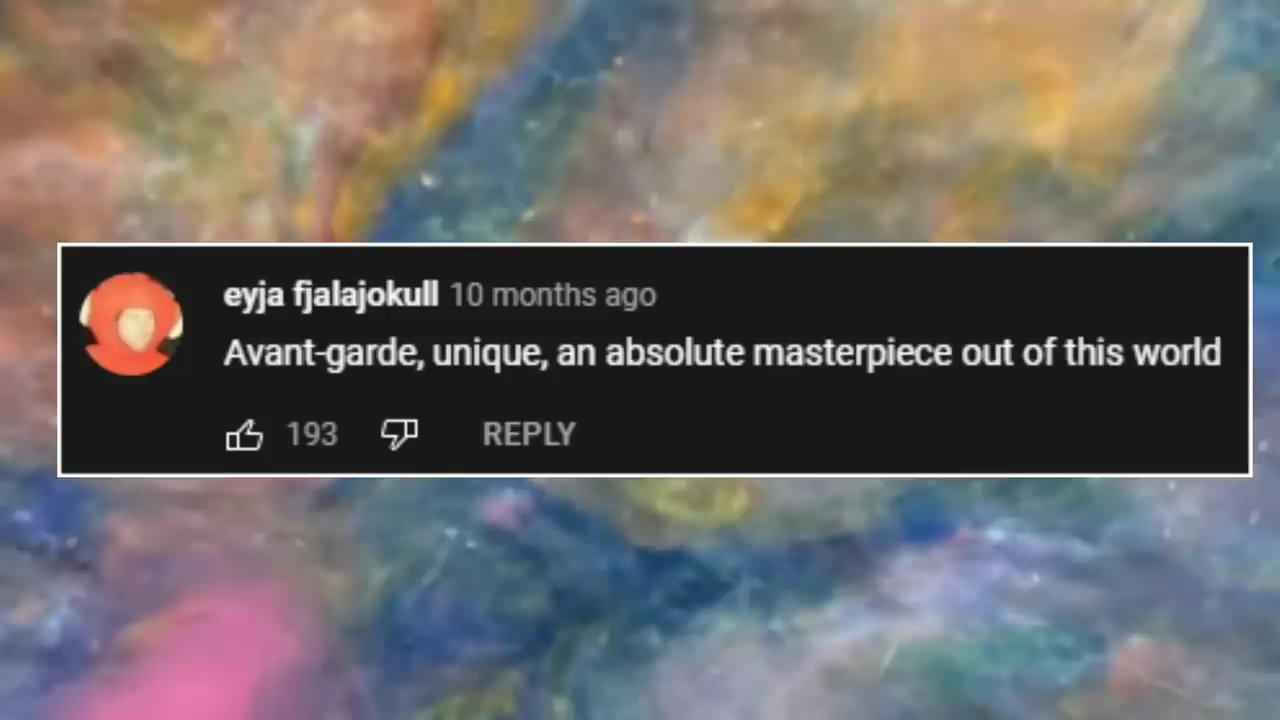 eyja fjalajokull 10 months ago
Avant-garde, unique, an absolute masterpiece out of this world
193 REPLY